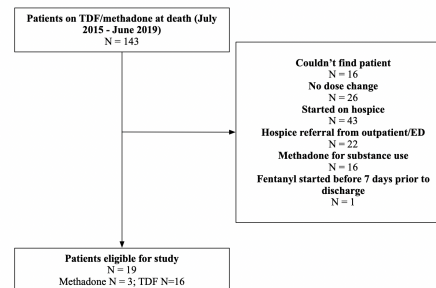 Patients on TDF/methadone at death (July
2015 - June 2019)
N = 143
Couldn't find patient
N = 16
No dose change
N = 26
Started on hospice
N = 43
Hospice referral from outpatient/ED
N = 22
Methadone for substance use
N = 16
Fentanyl started before 7 days prior to
discharge
N = 1
Patients eligible for study
N = 19
Methadone N = 3; TDF N=16